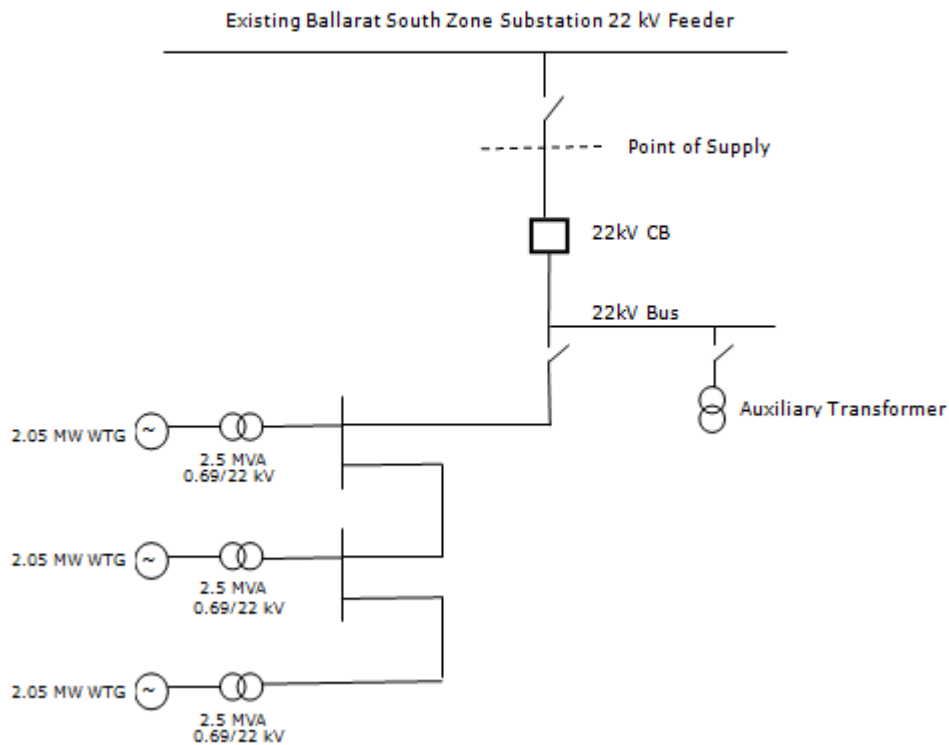 Existing Ballarat South Zone Substation 22 kV Feeder
Point of Supply
22kV CB
22kV Bus
Auxiliary Transformer
2.05 MW WTG
~
2.5 MVA
0.69/22 kV
2.05 MW WTG
~
2.5 MVA
0.69/22 kV
2.05 MW WTG
~
2.5 MVA
0.69/22 kV